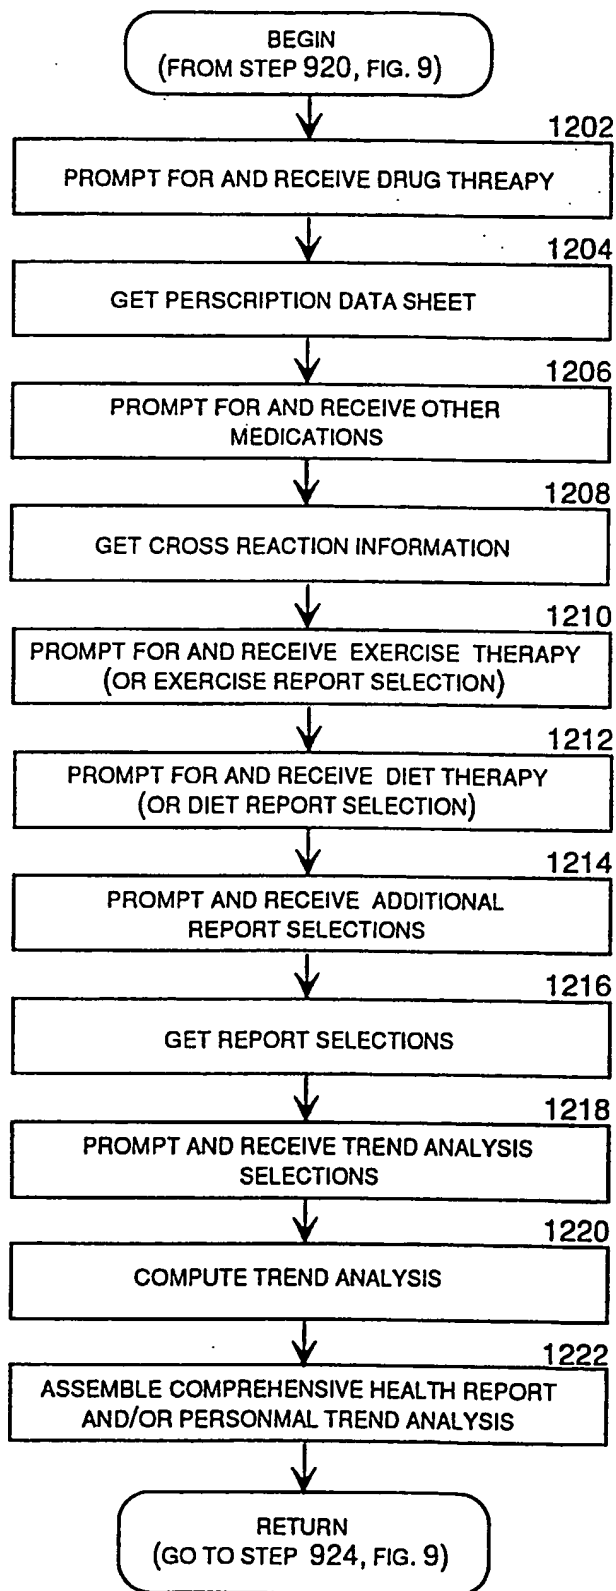 BEGIN
(FROM STEP 920, FIG. 9)
1202
PROMPT FOR AND RECEIVE DRUG THREAPY
1204
GET PERSCRIPTION DATA SHEET
1206
PROMPT FOR AND RECEIVE OTHER
MEDICATIONS
1208
GET CROSS REACTION INFORMATION
1210
PROMPT FOR AND RECEIVE EXERCISE THERAPY
(OR EXERCISE REPORT SELECTION)
1212
PROMPT FOR AND RECEIVE DIET THERAPY
(OR DIET REPORT SELECTION)
1214
PROMPT AND RECEIVE ADDITIONAL
REPORT SELECTIONS
1216
GET REPORT SELECTIONS
1218
PROMPT AND RECEIVE TREND ANALYSIS
SELECTIONS
1220
COMPUTE TREND ANALYSIS
1222
ASSEMBLE COMPREHENSIVE HEALTH REPORT
AND/OR PERSONMAL TREND ANALYSIS
RETURN
(GO TO STEP 924, FIG. 9)